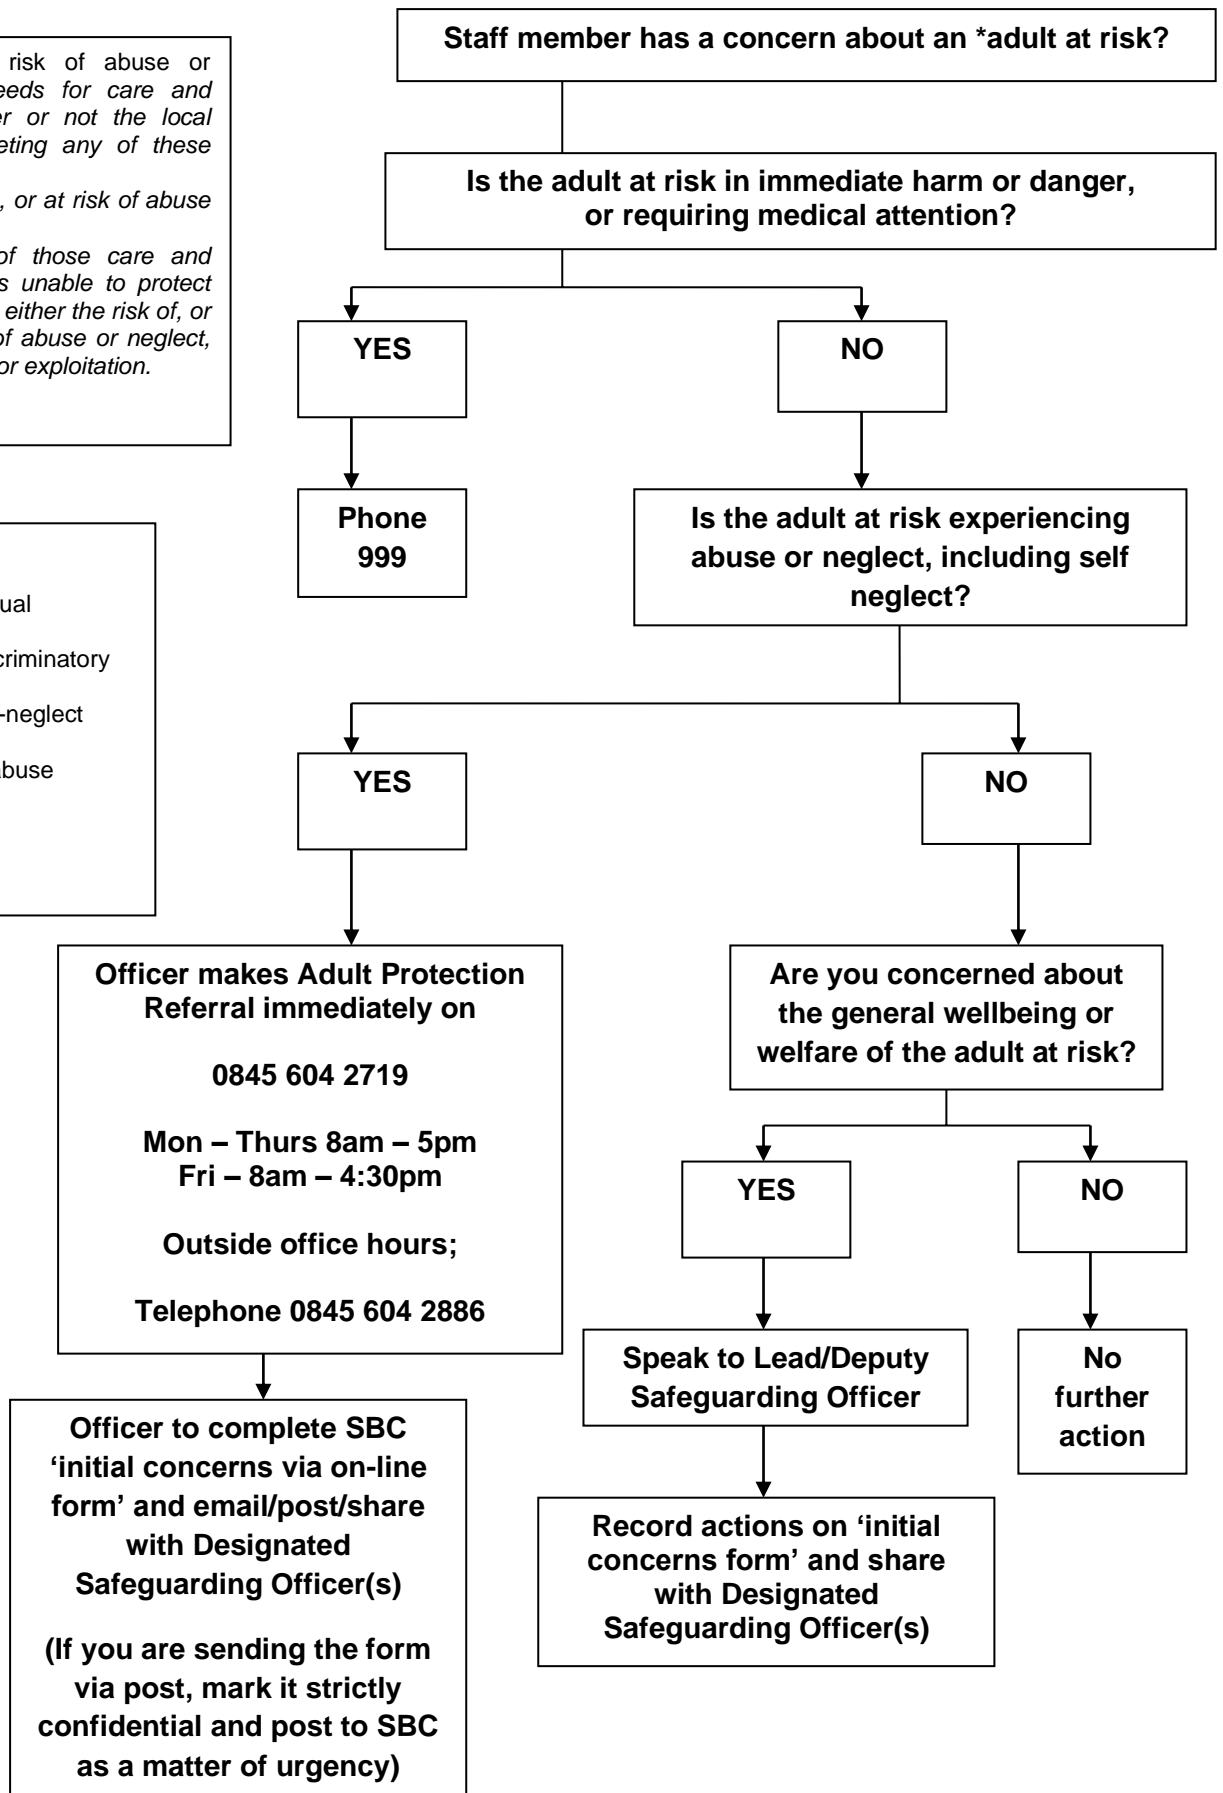 Staff member has a concern about an *adult at risk?
risk of abuse or
eeds for care and
er or not the local
eting any of these
, or at risk of abuse
of those care and
s unable to protect
either the risk of, or
of abuse or neglect,
or exploitation.
Is the adult at risk in immediate harm or danger,
or requiring medical attention?
YES
NO
Phone
999
Is the adult at risk experiencing
abuse or neglect, including self
neglect?
ual
criminatory
-neglect
abuse
YES
NO
Officer makes Adult Protection
Referral immediately on
0845 604 2719
Mon – Thurs 8am – 5pm
Fri – 8am – 4:30pm
Outside office hours;
Telephone 0845 604 2886
Are you concerned about
the general wellbeing or
welfare of the adult at risk?
YES
NO
Speak to Lead/Deputy
Safeguarding Officer
No
further
action
Officer to complete SBC
‘initial concerns via on-line
form’ and email/post/share
with Designated
Safeguarding Officer(s)
(If you are sending the form
via post, mark it strictly
confidential and post to SBC
as a matter of urgency)
Record actions on ‘initial
concerns form’ and share
with Designated
Safeguarding Officer(s)